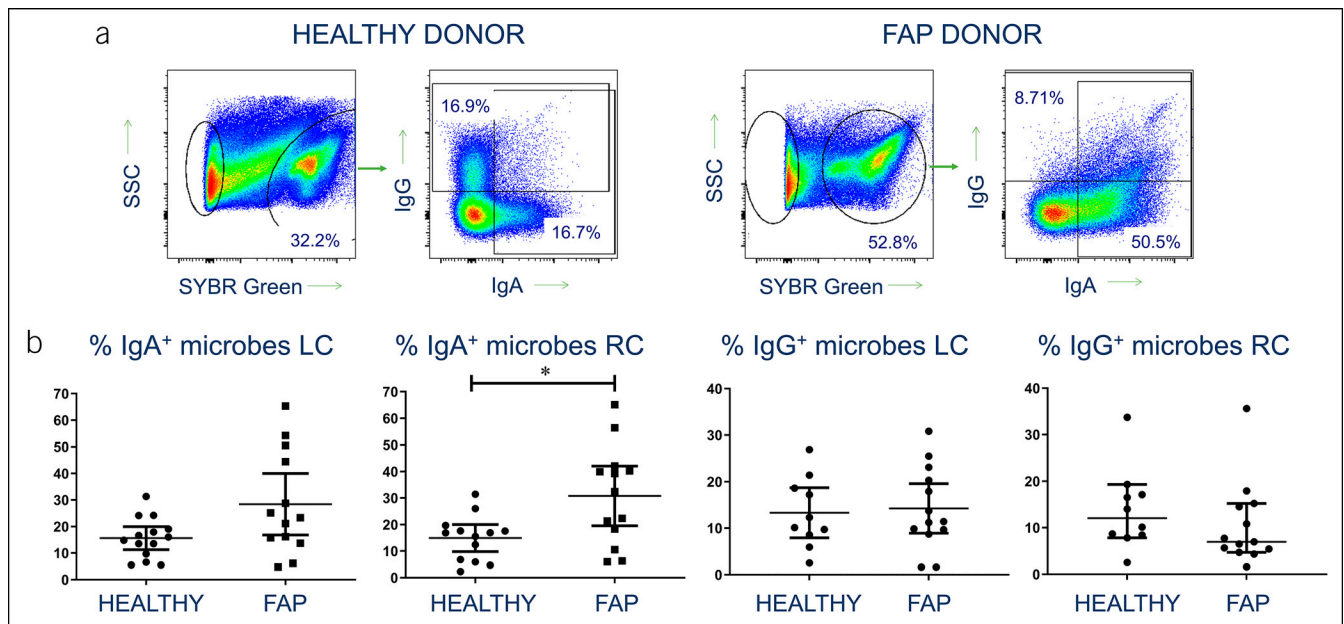 a
HEALTHY DONOR
FAP DONOR
SSC
32.2%
SYBR Green
IgG
16.9%
16.7%
IgA
SSC
52.8%
SYBR Green
IgG
8.71%
50.5%
IgA
b
% IgA⁺ microbes LC
70
60
50
40
30
20
10
0
HEALTHY
FAP
% IgA⁺ microbes RC
*
70
60
50
40
30
20
10
0
HEALTHY
FAP
% IgG⁺ microbes LC
40
30
20
10
0
HEALTHY
FAP
% IgG⁺ microbes RC
40
30
20
10
0
HEALTHY
FAP